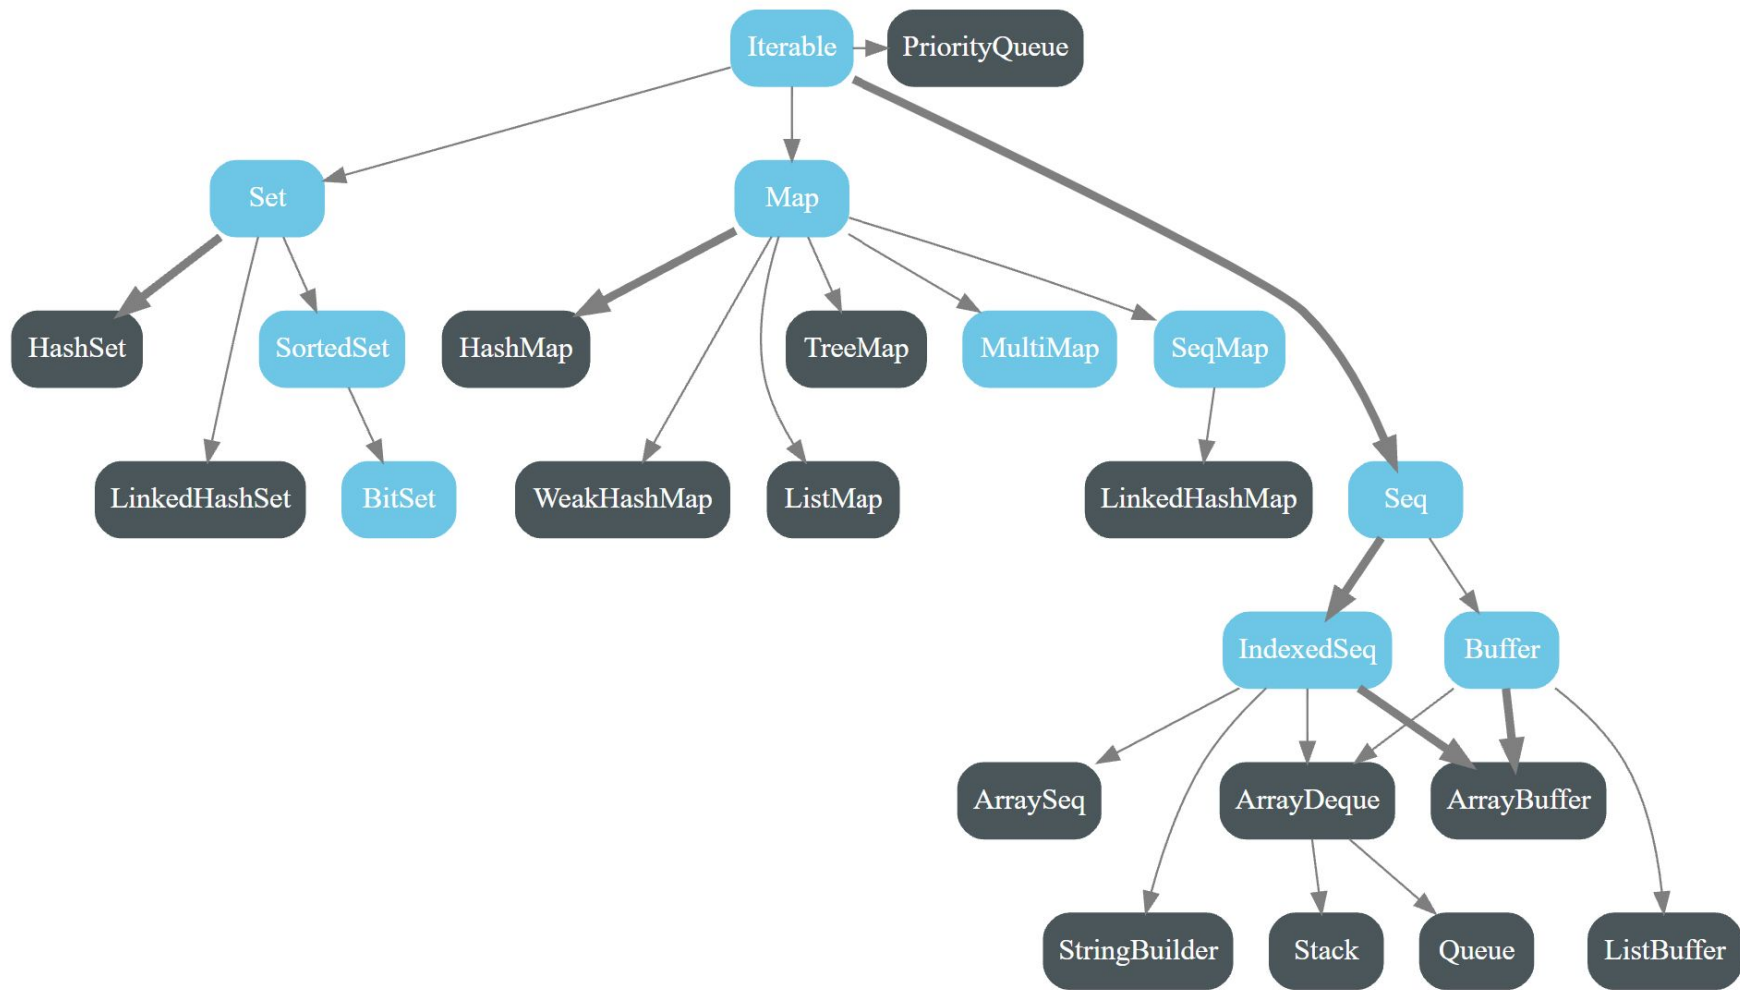 Iterable
PriorityQueue
Set
Map
HashSet
SortedSet
HashMap
TreeMap
MultiMap
SeqMap
LinkedHashSet
BitSet
WeakHashMap
ListMap
LinkedHashMap
Seq
IndexedSeq
Buffer
ArraySeq
ArrayDeque
ArrayBuffer
StringBuilder
Stack
Queue
ListBuffer